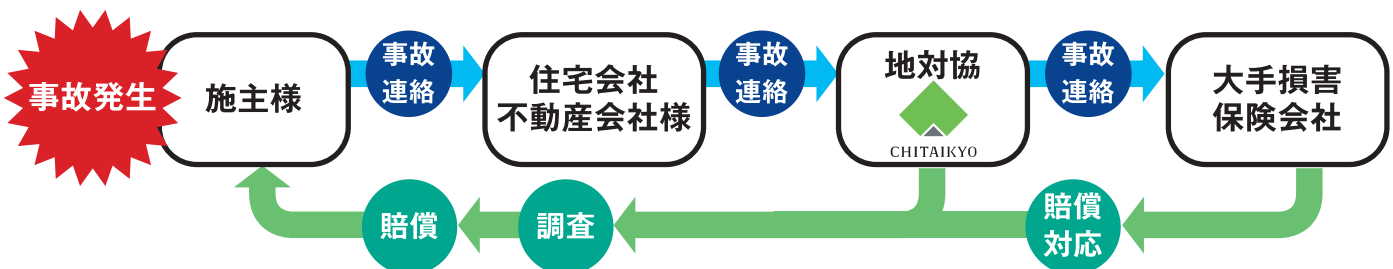 事故発生
施主様
事故
連絡
住宅会社
不動産会社様
事故
連絡
地対協
CHITAIKYO
事故
連絡
大手損害
保険会社
賠償
調査
賠償
対応